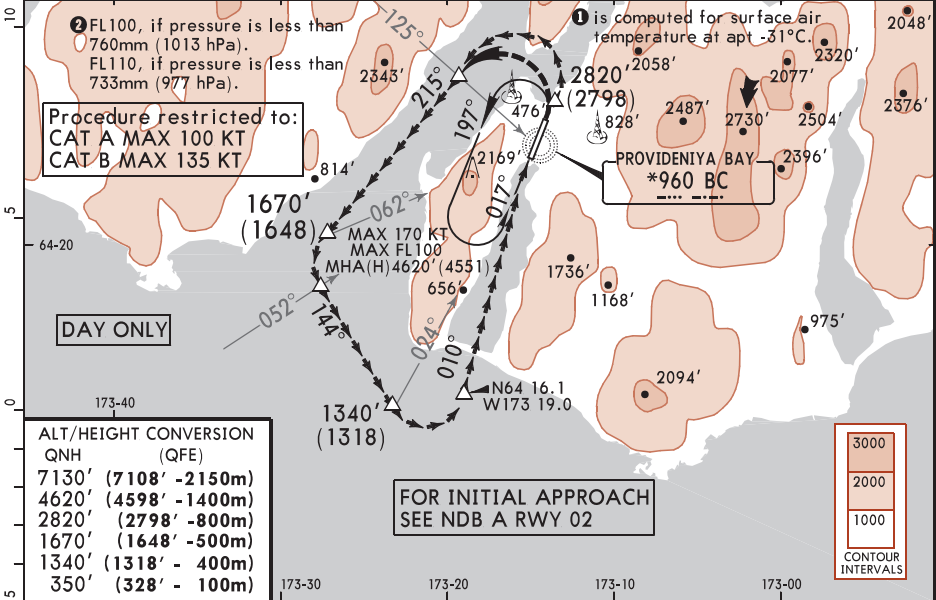 ❷ FL100, if pressure is less than
760mm (1013 hPa).
FL110, if pressure is less than
733mm (977 hPa).
Procedure restricted to:
CAT A MAX 100 KT
CAT B MAX 135 KT
❶ is computed for surface air
temperature at apt -31°C.
10
5
0
5
125°
2343'
2058'
2048'
2320'
2077'
2376'
2504'
2487'
2730'
2396'
2820'
(2798)
476'
828'
215°
197°
2169'
017°
PROVIDENIYA BAY
*960 BC
814'
1670'
(1648)
062°
MAX 170 KT
MAX FL100
MHA(H)4620'(4551)
64-20
052°
144°
656'
024°
010°
1736'
1168'
975'
2094'
DAY ONLY
N64 16.1
W173 19.0
1340'
(1318)
173-40
ALT/HEIGHT CONVERSION
QNH (QFE)
7130' (7108' -2150m)
4620' (4598' -1400m)
2820' (2798' -800m)
1670' (1648' -500m)
1340' (1318' - 400m)
350' (328' - 100m)
FOR INITIAL APPROACH
SEE NDB A RWY 02
3000
2000
1000
CONTOUR
INTERVALS
173-30
173-20
173-10
173-00